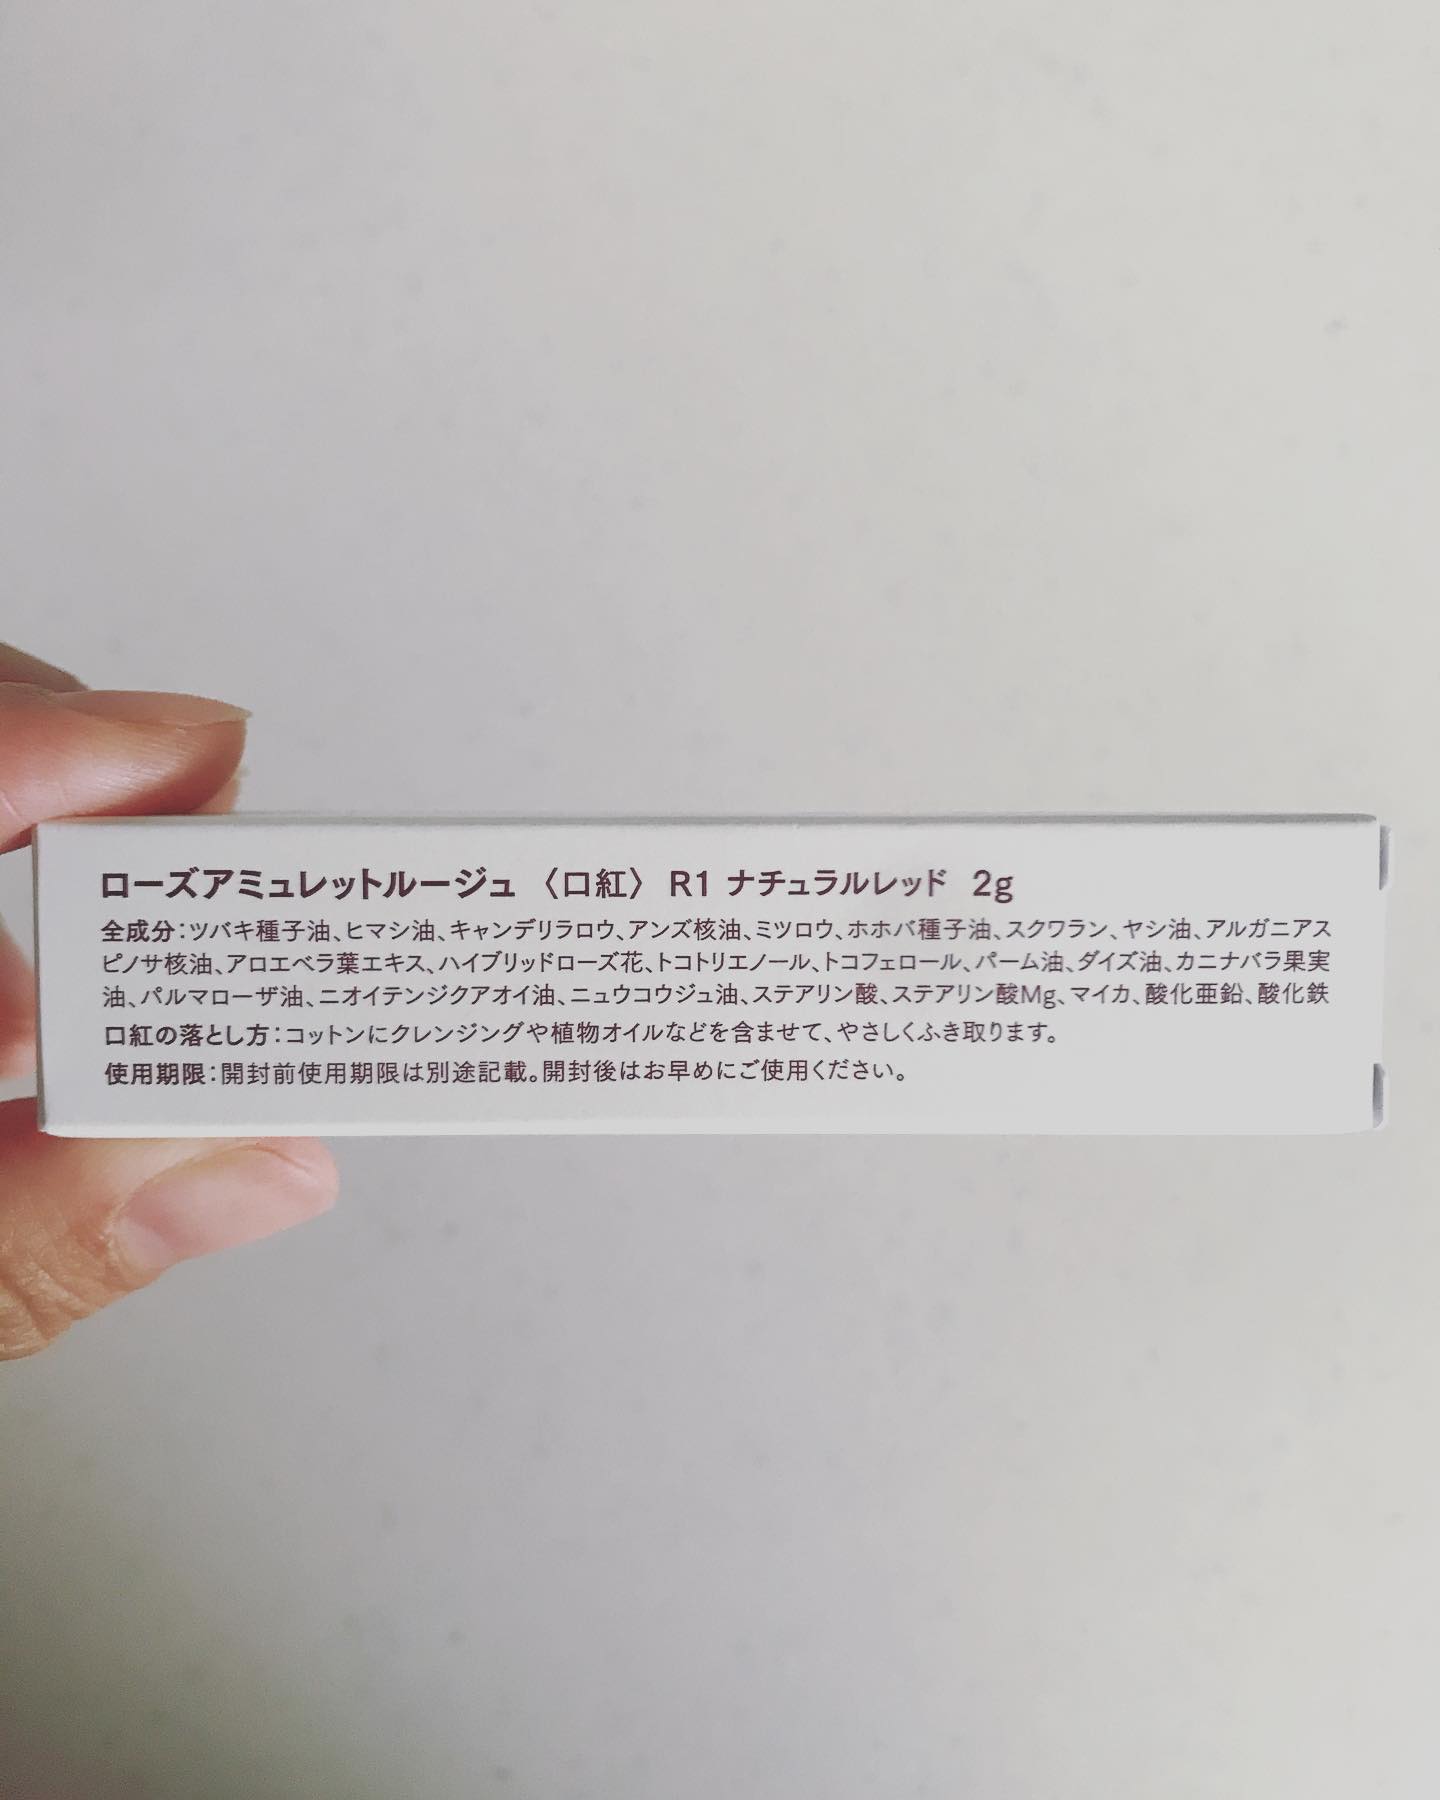 ローズアミュレットルージュ 〈口紅〉 R1 ナチュラルレッド 2g
全成分：ツバキ種子油、ヒマシ油、キャンデリラロウ、アンズ核油、ミツロウ、ホホバ種子油、スクワラン、ヤシ油、アルガニアス
ピノサ核油、アロエベラ葉エキス、ハイブリッドローズ花、トコトリエノール、トコフェロール、パーム油、ダイズ油、カニナバラ果実
油、パルマローザ油、ニオイテンジクアオイ油、ニュウコウジュ油、ステアリン酸、ステアリン酸Mg、マイカ、酸化亜鉛、酸化鉄
口紅の落とし方：コットンにクレンジングや植物オイルなどを含ませて、やさしくふき取ります。
使用期限：開封前使用期限は別途記載。開封後はお早めにご使用ください。